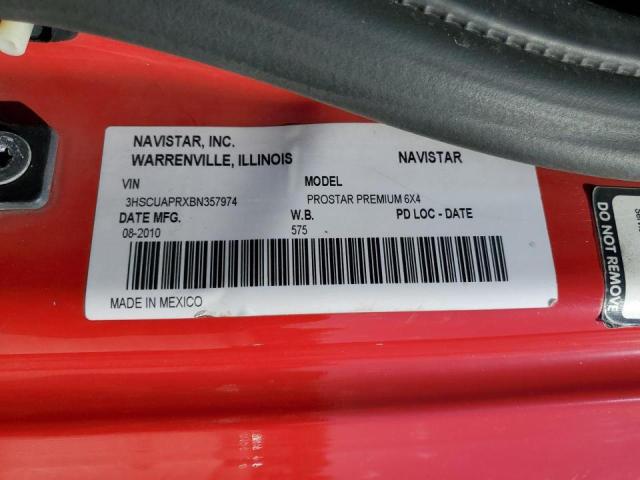 NAVISTAR, INC.
WARRENVILLE, ILLINOIS NAVISTAR
VIN MODEL
3HSCUAPRXBN357974 PROSTAR PREMIUM 6X4
DATE MFG. W.B. PD LOC - DATE
08-2010 575
MADE IN MEXICO
DO NOT REMOVE